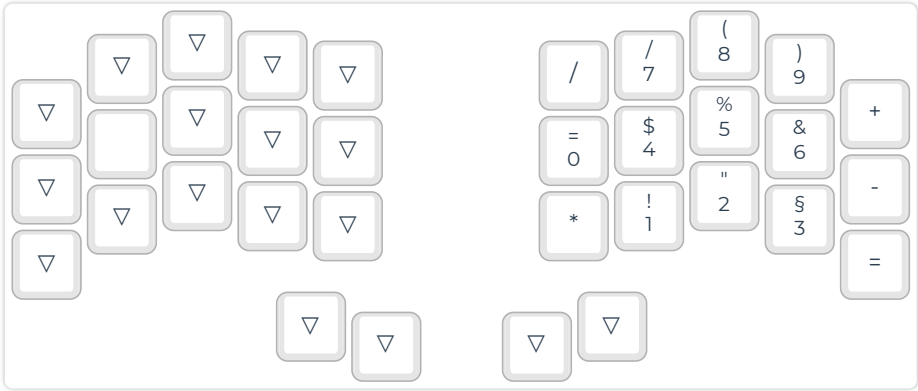 ▽ ▽ ▽ ▽ ▽ / / 7 ( 8 ) 9 +
▽ ▽ ▽ ▽ = 0 $ 4 % 5 & 6 -
▽ ▽ ▽ ▽ ▽ * ! 1 " 2 § 3 =
▽ ▽ ▽ ▽